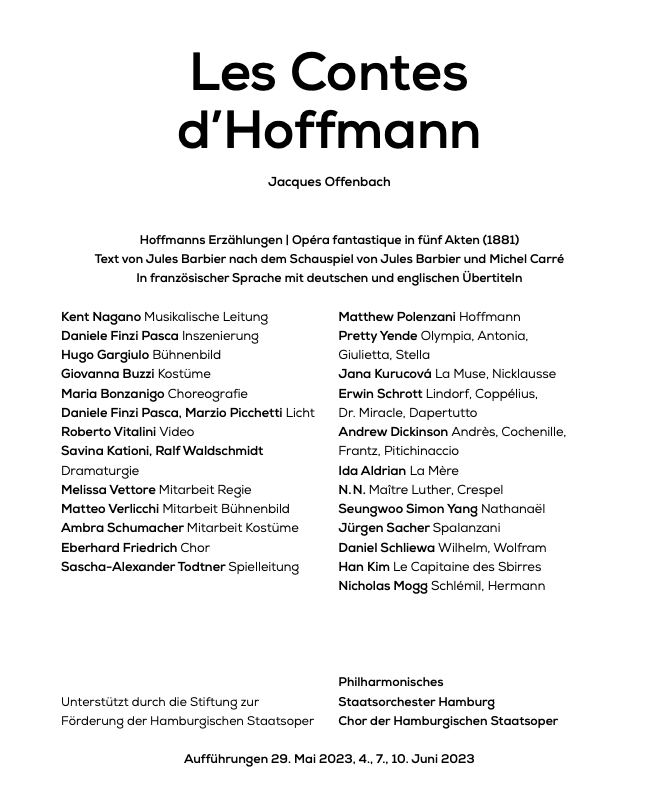 Les Contes
d’Hoffmann
Jacques Offenbach
Hoffmanns Erzählungen | Opéra fantastique in fünf Akten (1881)
Text von Jules Barbier nach dem Schauspiel von Jules Barbier und Michel Carré
In französischer Sprache mit deutschen und englischen Übertiteln
Kent Nagano Musikalische Leitung
Daniele Finzi Pasca Inszenierung
Hugo Gargiulo Bühnenbild
Giovanna Buzzi Kostüme
Maria Bonzanigo Choreografie
Daniele Finzi Pasca, Marzio Picchetti Licht
Roberto Vitalini Video
Savina Kationi, Ralf Waldschmidt
Dramaturgie
Melissa Vettore Mitarbeit Regie
Matteo Verlicchi Mitarbeit Bühnenbild
Ambra Schumacher Mitarbeit Kostüme
Eberhard Friedrich Chor
Sascha-Alexander Todtner Spielleitung
Matthew Polenzani Hoffmann
Pretty Yende Olympia, Antonia,
Giulietta, Stella
Jana Kurucová La Muse, Nicklausse
Erwin Schrott Lindorf, Coppélius,
Dr. Miracle, Dapertutto
Andrew Dickinson Andrès, Cochenille,
Frantz, Pitichinaccio
Ida Aldrian La Mère
N. N. Maître Luther, Crespel
Seungwoo Simon Yang Nathanaël
Jürgen Sacher Spalanzani
Daniel Schliewa Wilhelm, Wolfram
Han Kim Le Capitaine des Sbirres
Nicholas Mogg Schlémil, Hermann
Unterstützt durch die Stiftung zur
Förderung der Hamburgischen Staatsoper
Philharmonisches
Staatsorchester Hamburg
Chor der Hamburgischen Staatsoper
Aufführungen 29. Mai 2023, 4., 7., 10. Juni 2023